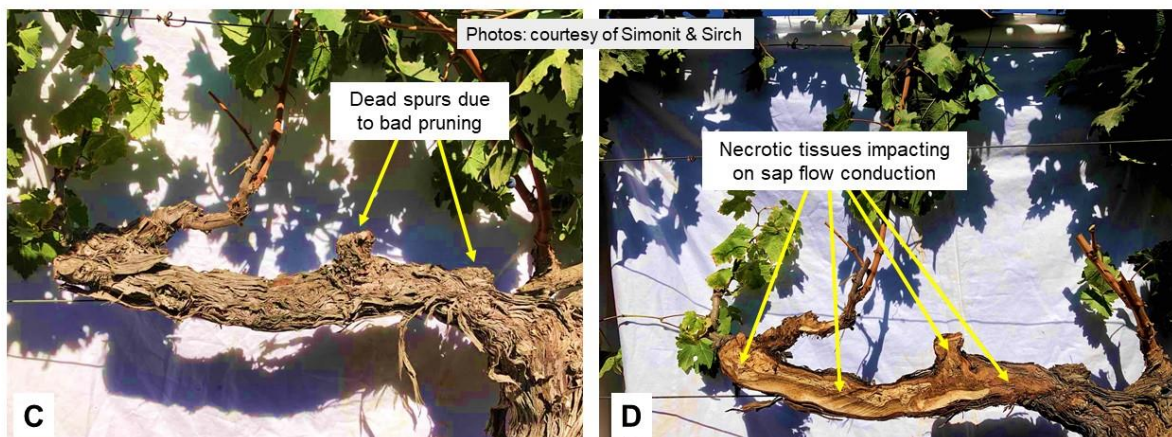 Photos: courtesy of Simonit & Sirch
Dead spurs due
to bad pruning
Necrotic tissues impacting
on sap flow conduction
C
D